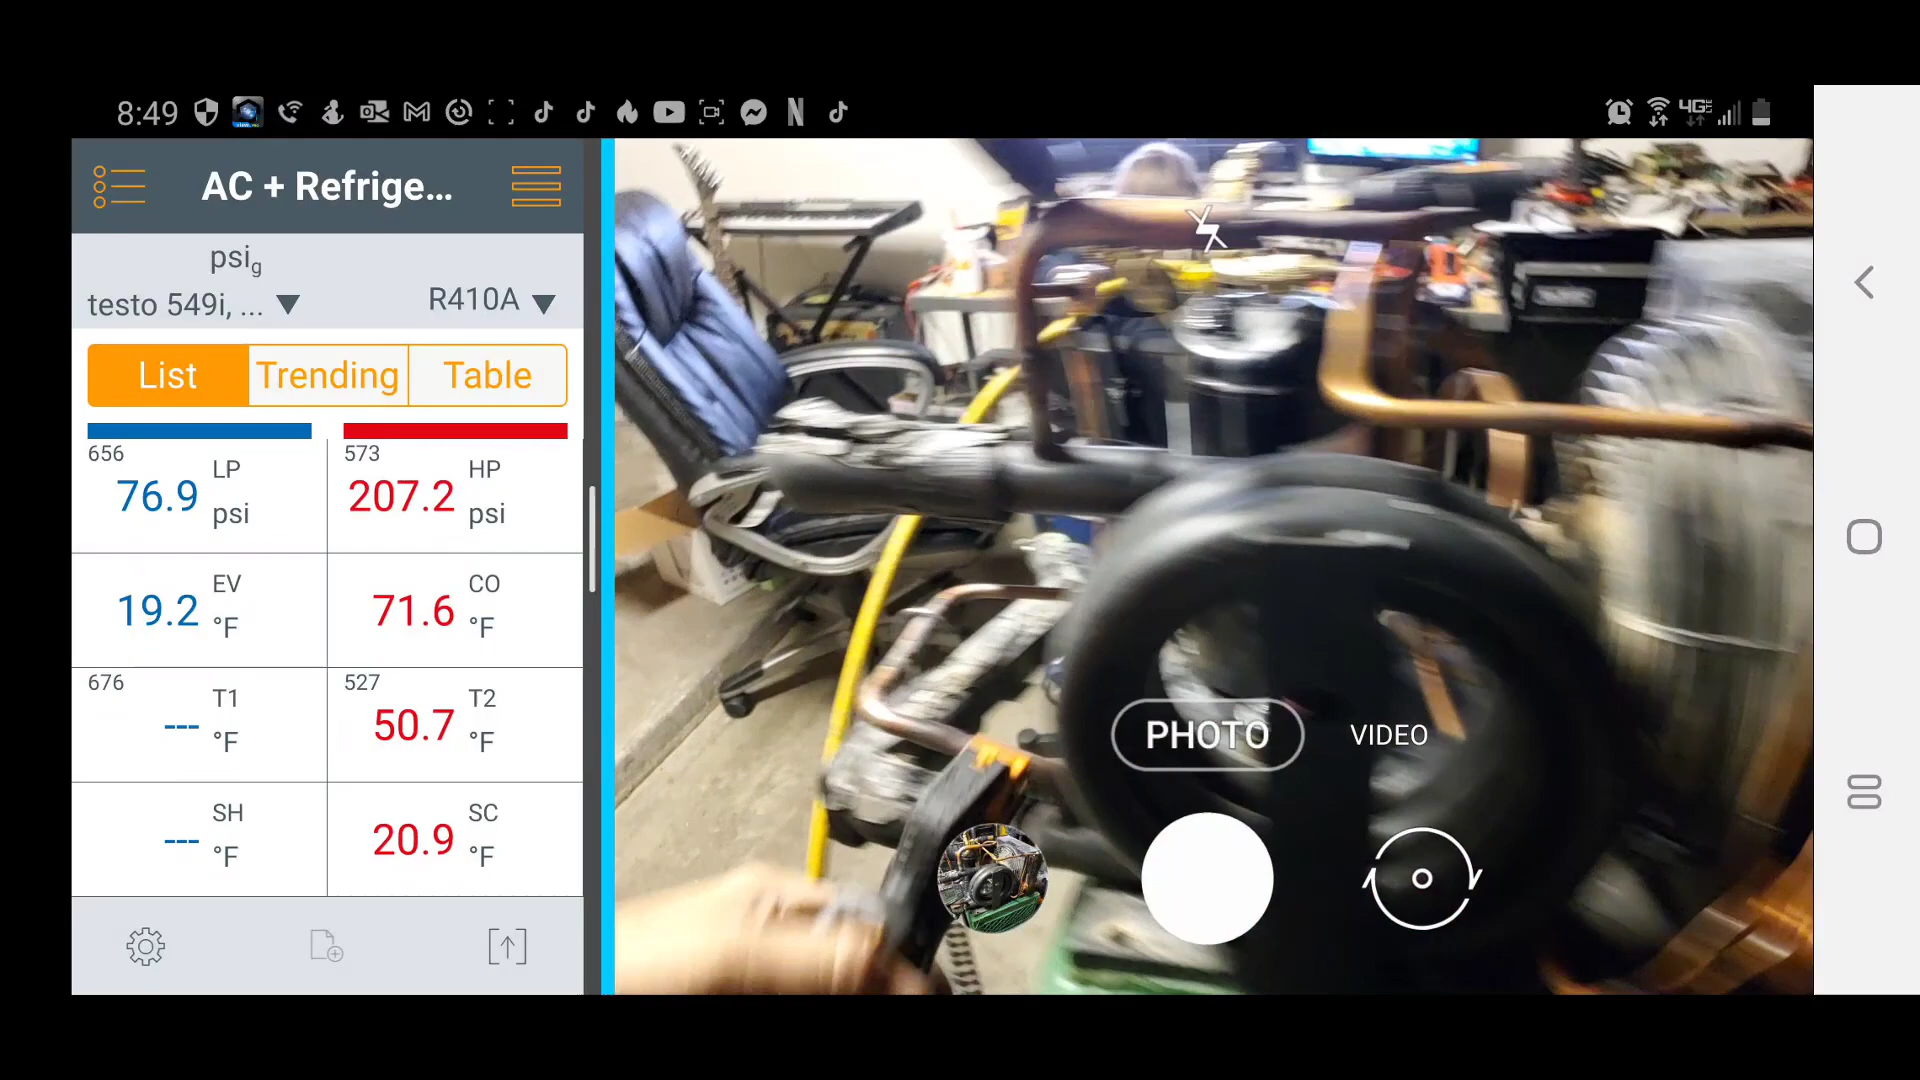 8:49
4G
AC + Refrige...
psig
testo 549i, ...
R410A
List
Trending
Table
656
76.9
LP
psi
573
207.2
HP
psi
19.2
EV
°F
71.6
CO
°F
676
---
T1
°F
527
50.7
T2
°F
---
SH
°F
20.9
SC
°F
PHOTO
VIDEO